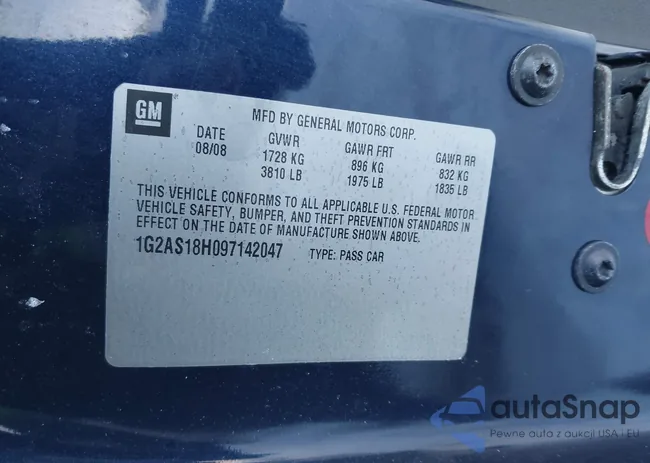 GM
MFD BY GENERAL MOTORS CORP.
DATE GVWR GAWR FRT GAWR RR
08/08 1728 KG 896 KG 832 KG
3810 LB 1975 LB 1835 LB
THIS VEHICLE CONFORMS TO ALL APPLICABLE U.S. FEDERAL MOTOR
VEHICLE SAFETY, BUMPER, AND THEFT PREVENTION STANDARDS IN
EFFECT ON THE DATE OF MANUFACTURE SHOWN ABOVE.
1G2AS18H097142047 TYPE: PASS CAR
autaSnap
Pewne auta z aukcji USA i EU